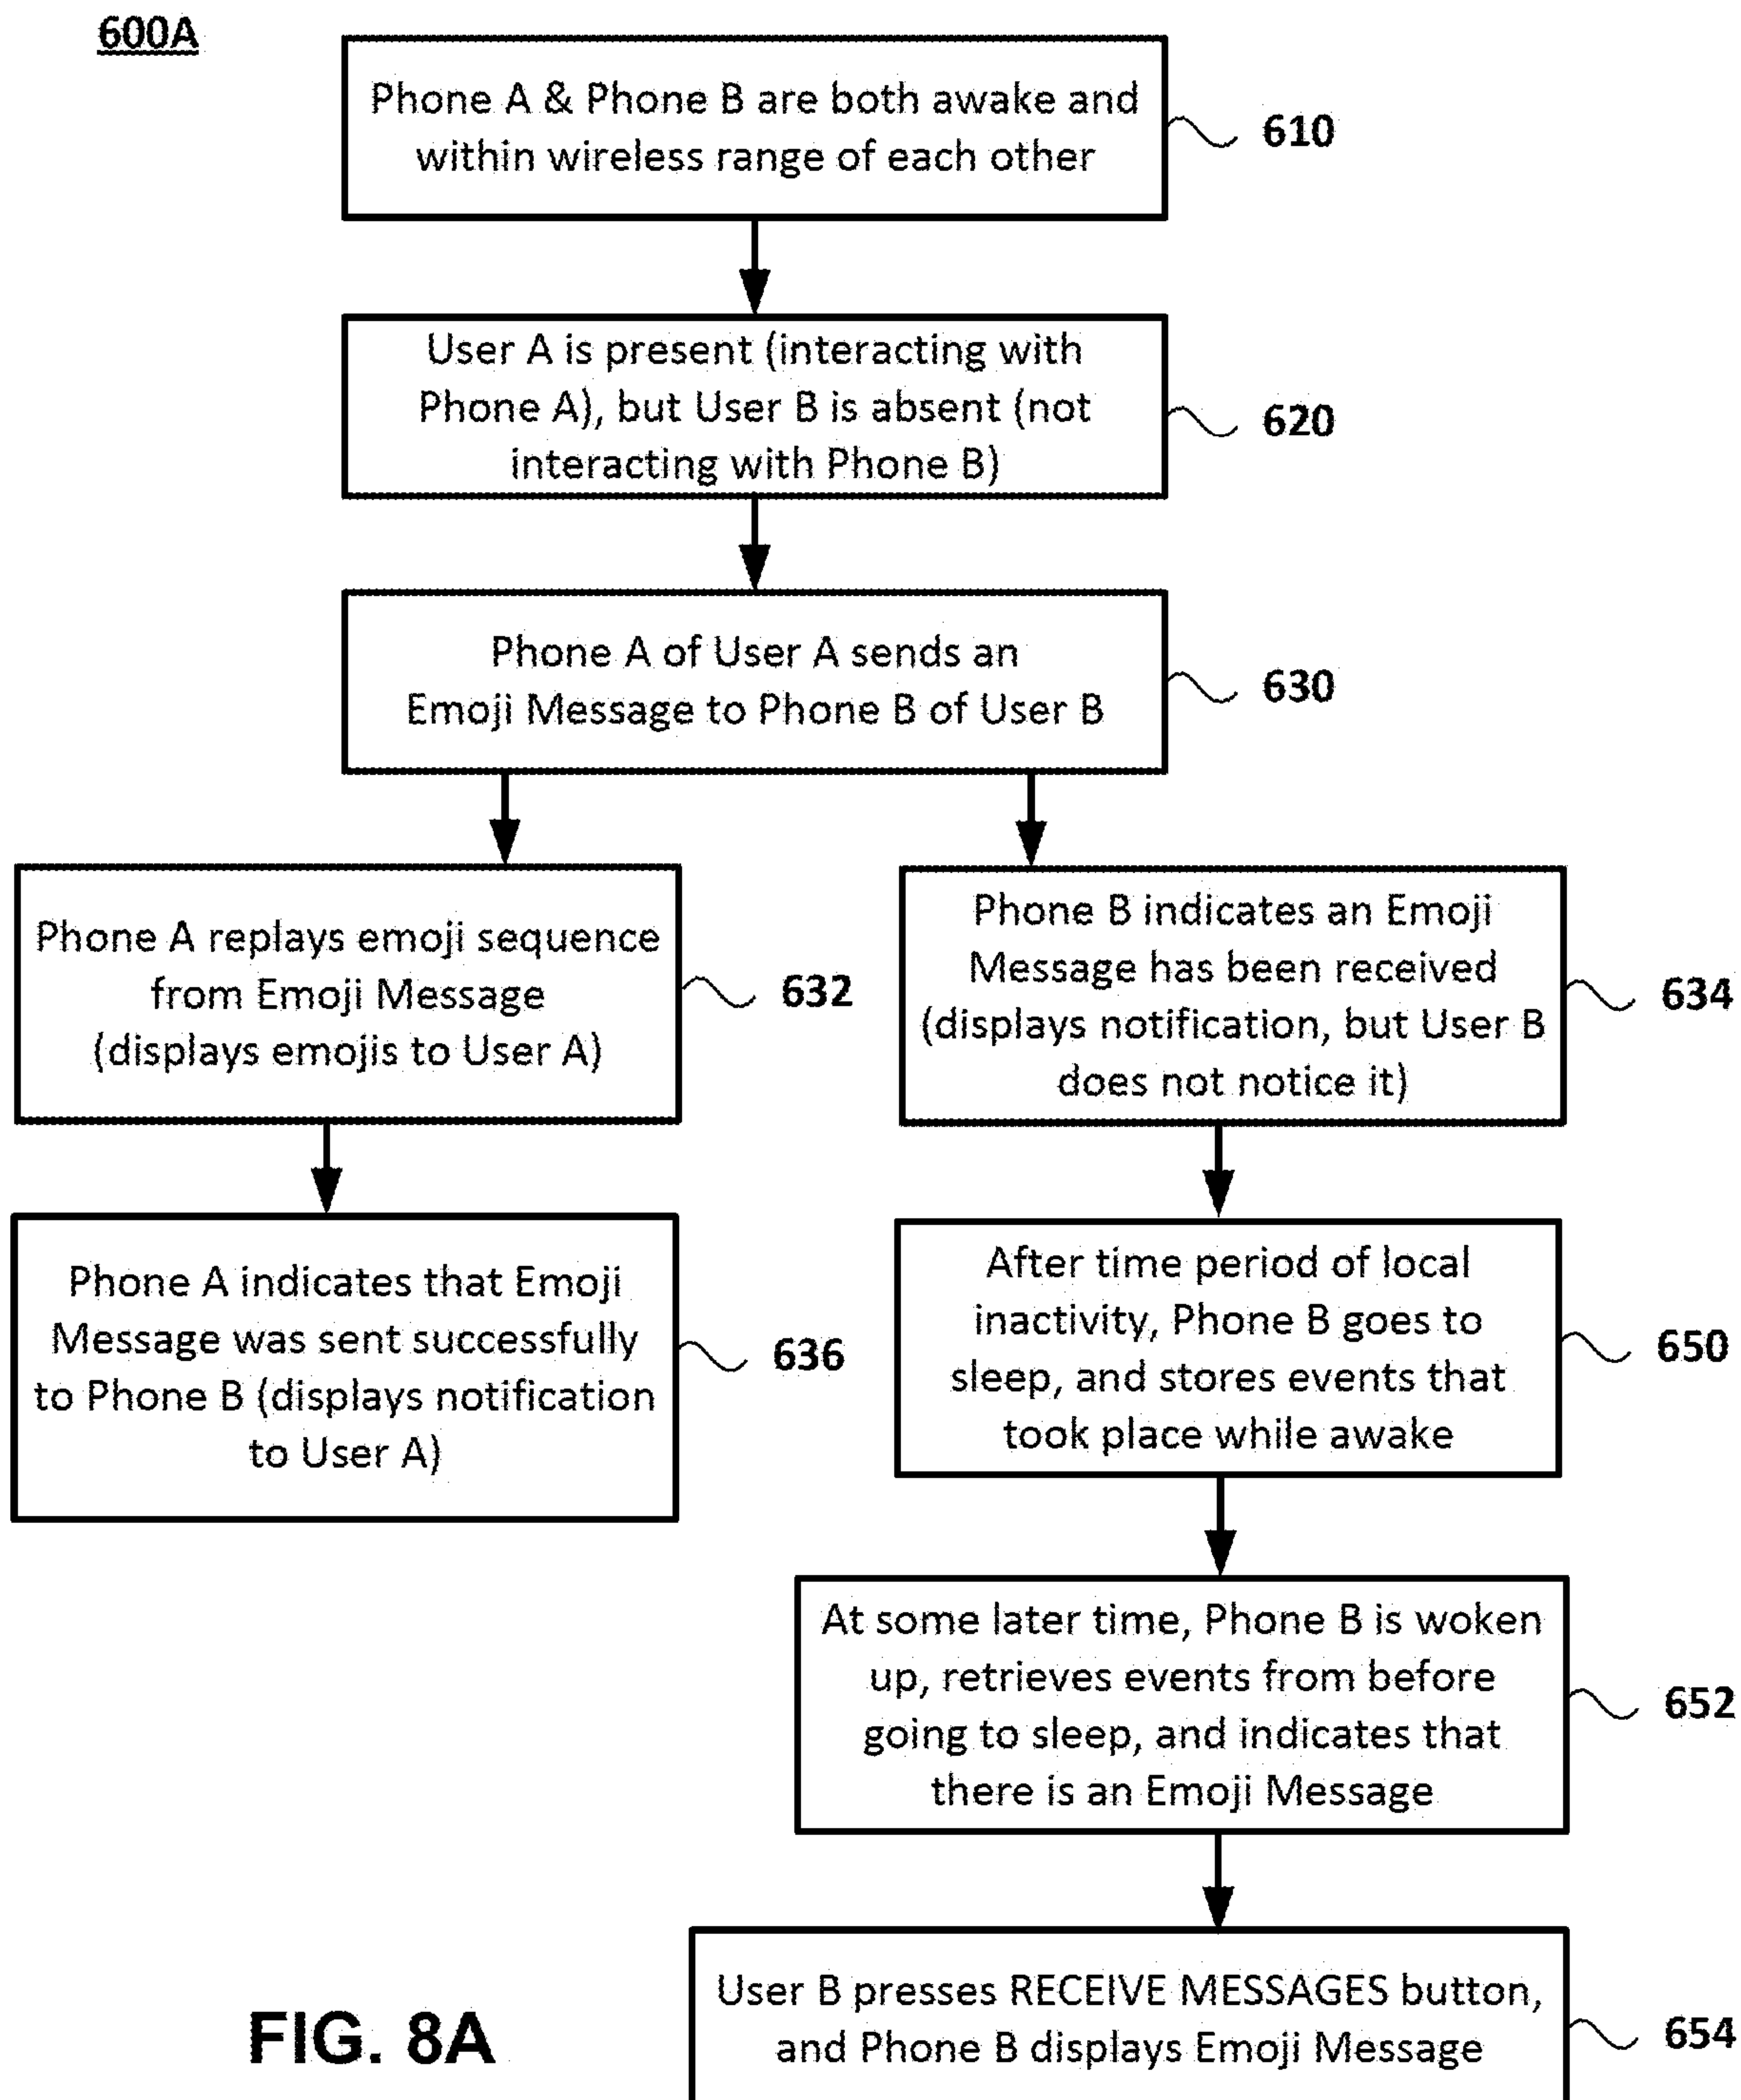 600A
Phone A & Phone B are both awake and
within wireless range of each other
610
User A is present (interacting with
Phone A), but User B is absent (not
interacting with Phone B)
620
Phone A of User A sends an
Emoji Message to Phone B of User B
630
Phone A replays emoji sequence
from Emoji Message
(displays emojis to User A)
632
Phone B indicates an Emoji
Message has been received
(displays notification, but User B
does not notice it)
634
Phone A indicates that Emoji
Message was sent successfully
to Phone B (displays notification
to User A)
636
After time period of local
inactivity, Phone B goes to
sleep, and stores events that
took place while awake
650
At some later time, Phone B is woken
up, retrieves events from before
going to sleep, and indicates that
there is an Emoji Message
652
User B presses RECEIVE MESSAGES button,
and Phone B displays Emoji Message
654
FIG. 8A